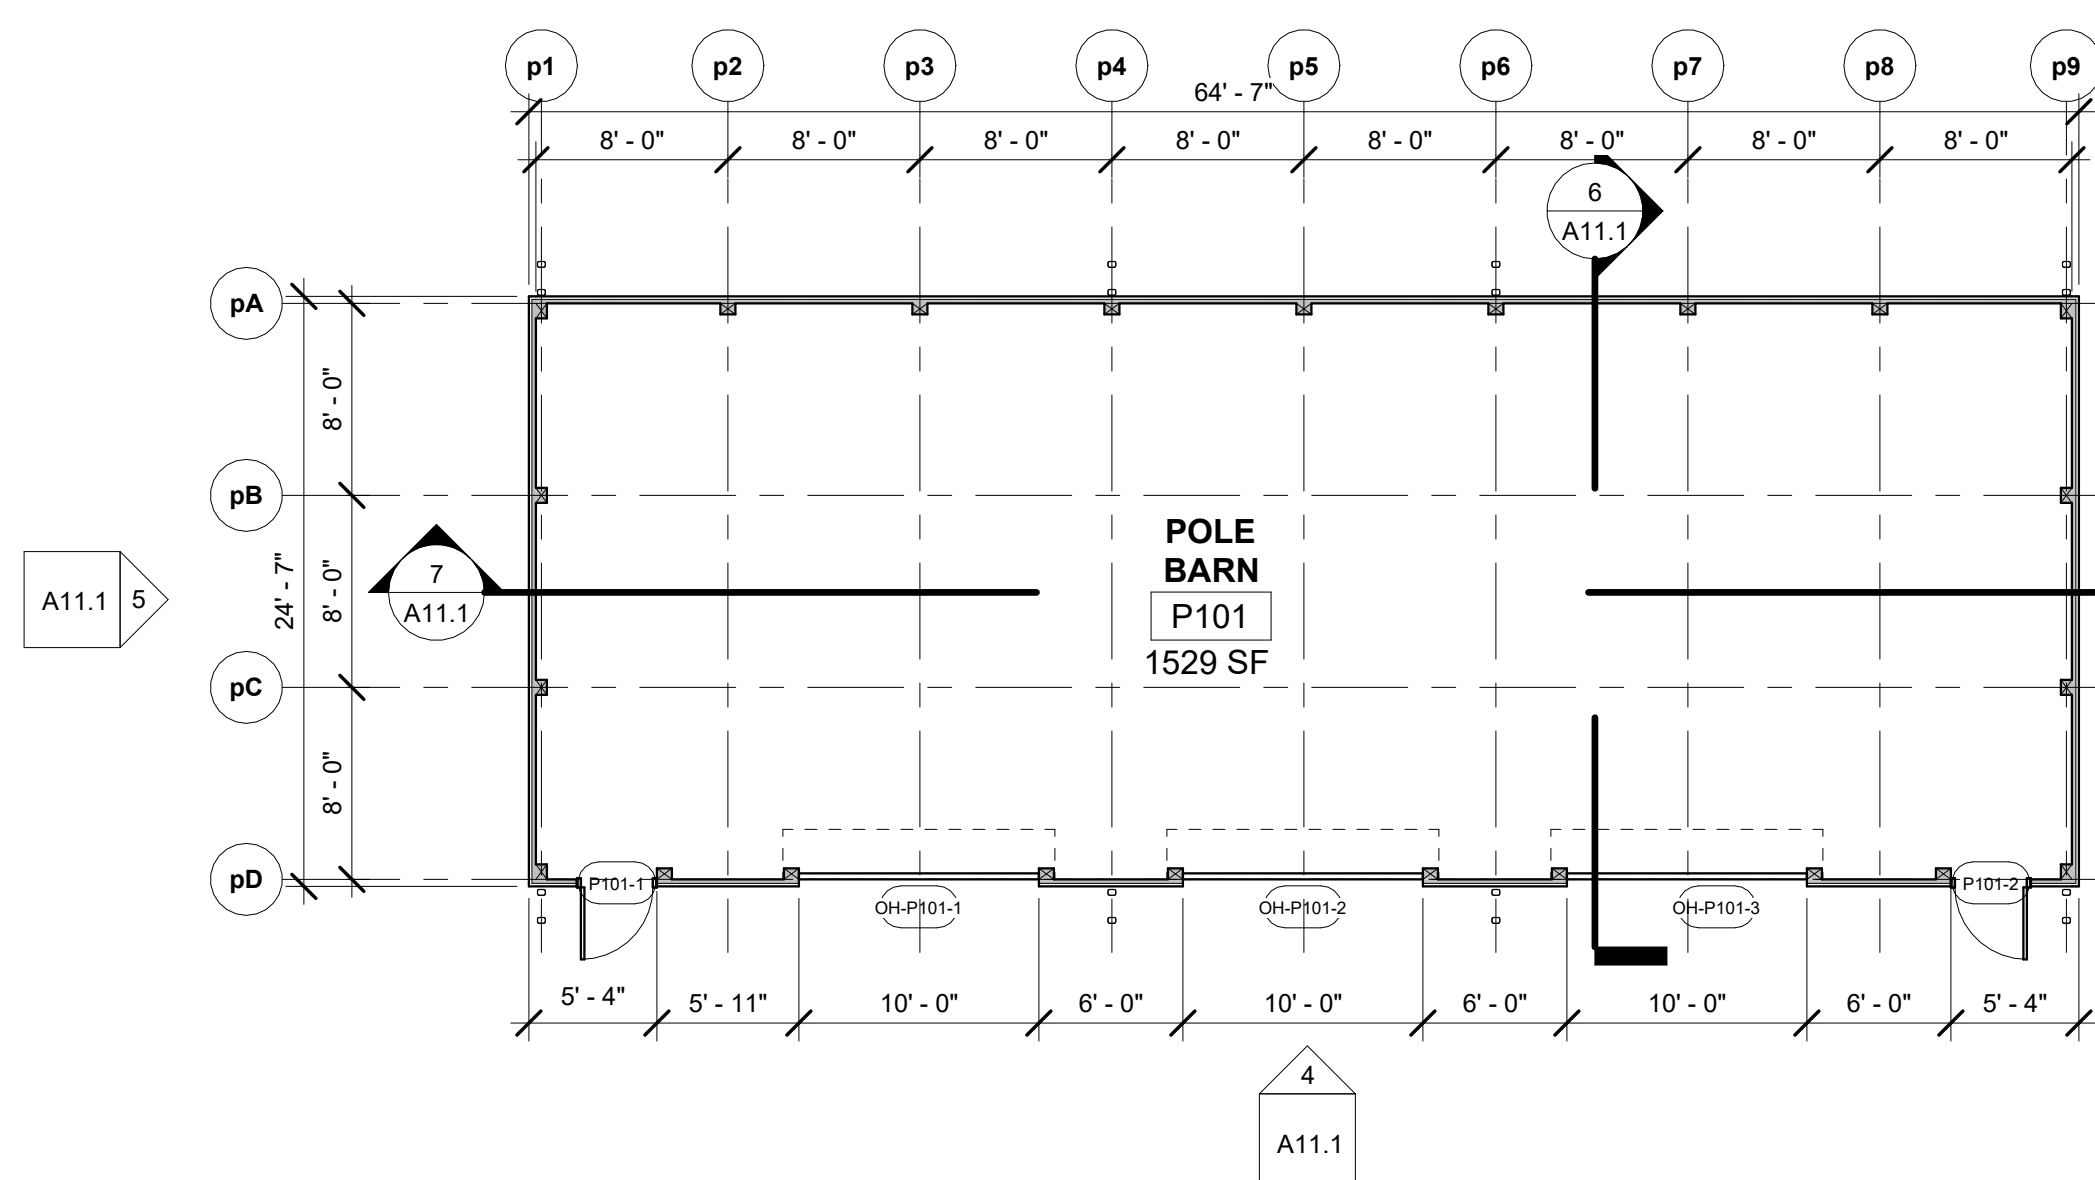 p1 p2 p3 p4 p5 p6 p7 p8 p9
64' - 7"
8' - 0" 8' - 0" 8' - 0" 8' - 0" 8' - 0" 8' - 0" 8' - 0" 8' - 0"
6
A11.1
pA
8' - 0"
pB
24' - 7"
8' - 0"
A11.1 5
7
A11.1
POLE
BARN
P101
1529 SF
pC
8' - 0"
pD
P101-1
OH-P101-1
OH-P101-2
OH-P101-3
P101-2
5' - 4" 5' - 11" 10' - 0" 6' - 0" 10' - 0" 6' - 0" 10' - 0" 6' - 0" 5' - 4"
4
A11.1